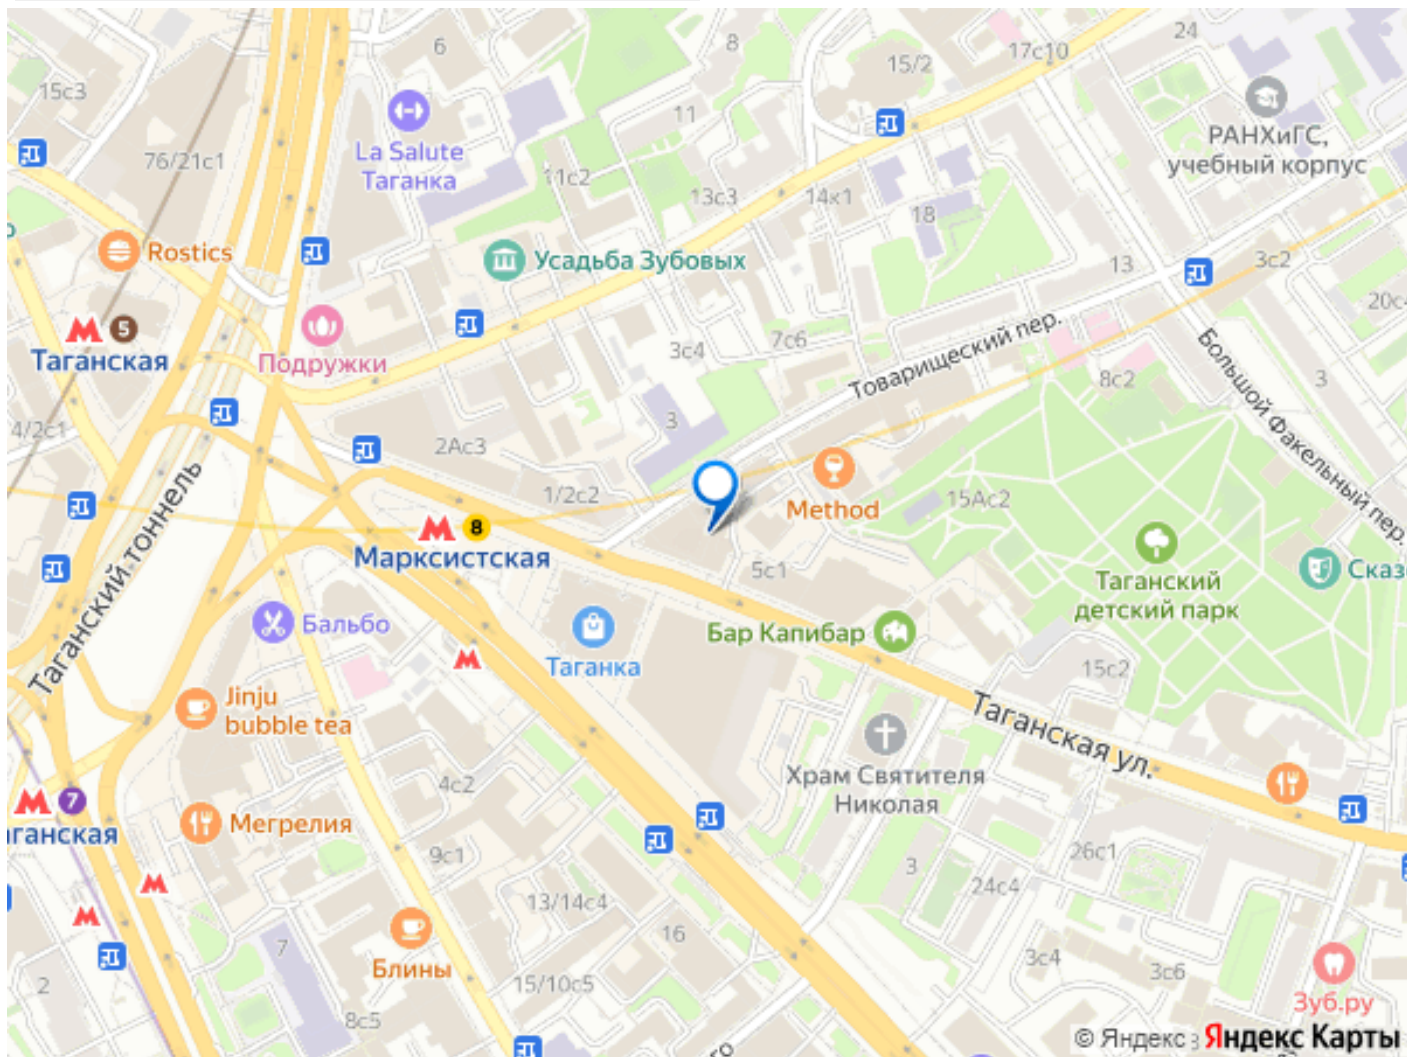 6
8
24
17с10
15/2
15с3
11
РАНХиГС,
учебный корпус
La Salute
Таганка
76/21с1
11с2
13с3
14к1
18
Rostics
Усадьба Зубовых
13
3с2
20с
М 5
Таганская
Подружки
3с4
7с6
Товарищеский пер.
8с2
Большой Факельный пер.
3
4/2с1
2Ас3
3
1/2с2
Method
15Ас2
М 8
Марксистская
Таганский тоннель
5с1
Таганский
детский парк
Сказ
Бальбо
Таганка
Бар Капибар
15с2
Jinju
bubble tea
Таганская ул.
Храм Святителя
Николая
4с2
М 7
аганская
Мегрелия
9с1
3
26с1
24с4
13/14с4
16
М
М
М
7
Блины
2
15/10с5
3с4
3с6
Зуб.ру
8с5
го
© Яндекс Яндекс Карты